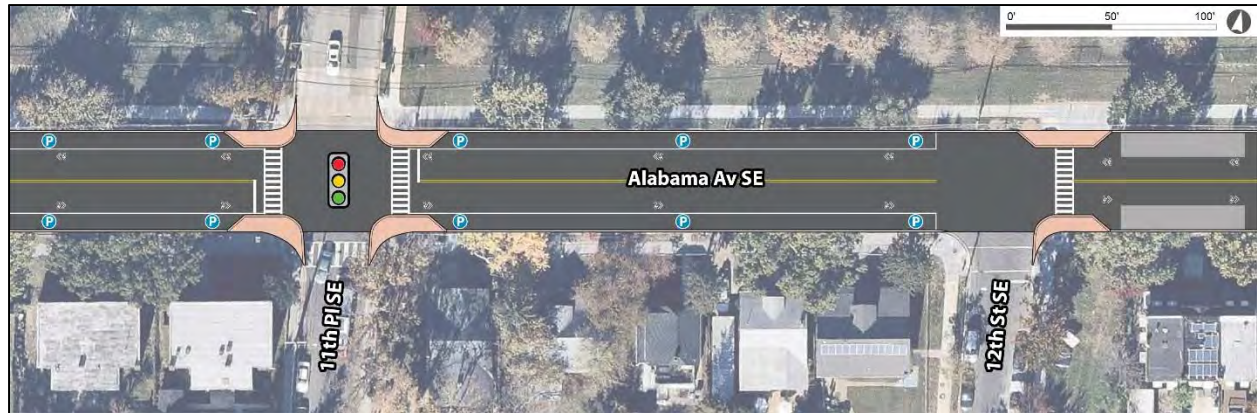 0' 50' 100'
P P P P P
Alabama Av SE
P P P P P
11th Pl SE
12th St SE